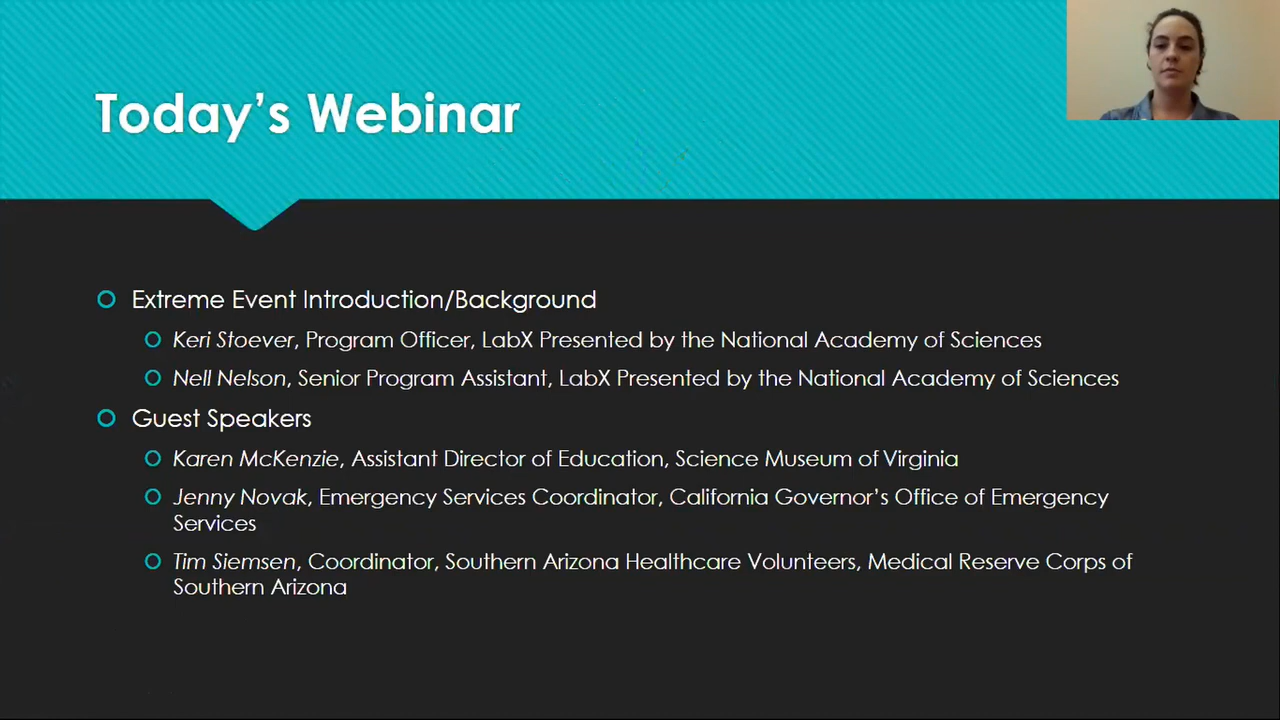 Today’s Webinar
Extreme Event Introduction/Background
Keri Stoever, Program Officer, LabX Presented by the National Academy of Sciences
Nell Nelson, Senior Program Assistant, LabX Presented by the National Academy of Sciences
Guest Speakers
Karen McKenzie, Assistant Director of Education, Science Museum of Virginia
Jenny Novak, Emergency Services Coordinator, California Governor’s Office of Emergency
Services
Tim Siemsen, Coordinator, Southern Arizona Healthcare Volunteers, Medical Reserve Corps of
Southern Arizona